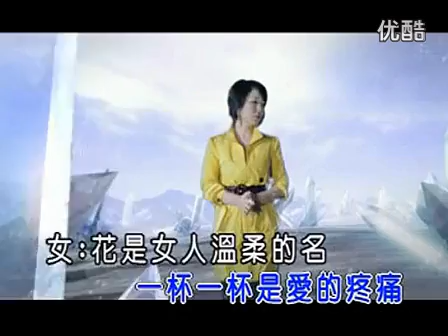 优酷
女:花是女人溫柔的名
一杯一杯是愛的疼痛